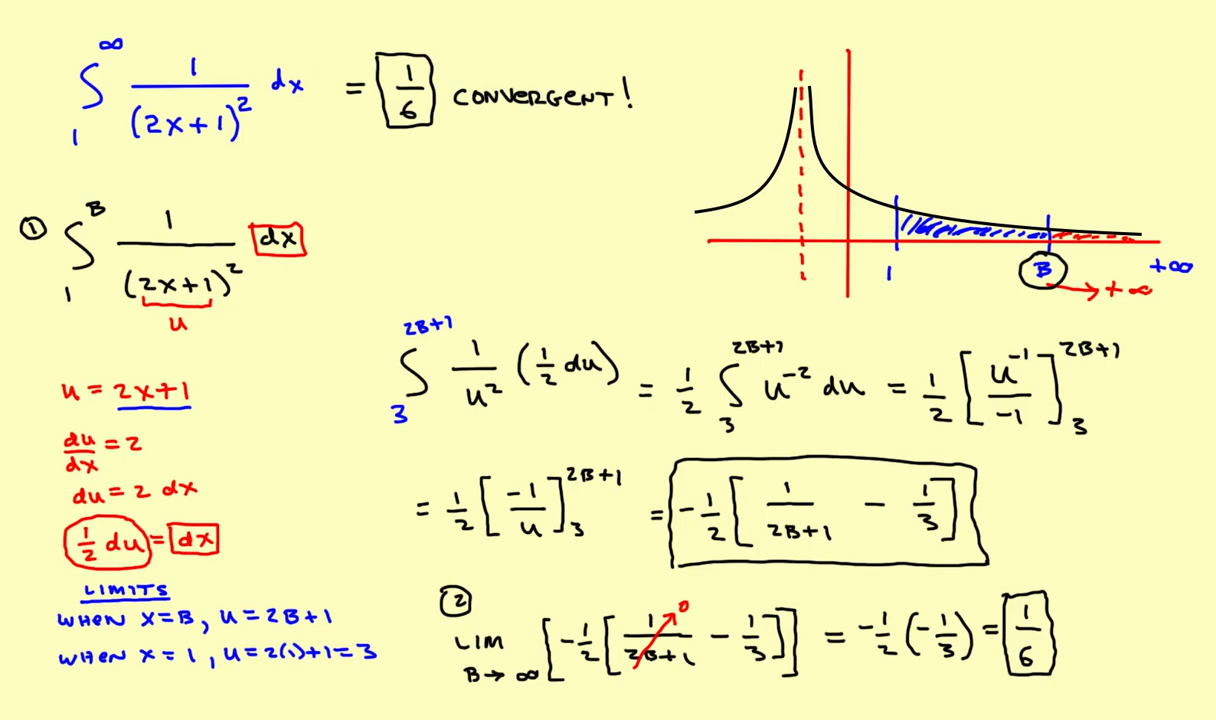 ∫₁^∞ 1/(2x+1)² dx = 1/6 CONVERGENT!
1 B +∞
→ +∞
① ∫₁^B 1/(2x+1)² dx
u
u = 2x+1
du/dx = 2
du = 2 dx
1/2 du = dx
LIMITS
WHEN x=B, u=2B+1
WHEN x=1, u=2(1)+1=3
∫₃^(2B+1) 1/u² (1/2 du) = 1/2 ∫₃^(2B+1) u⁻² du = 1/2 [u⁻¹/-1]₃^(2B+1)
= 1/2 [-1/u]₃^(2B+1) = -1/2 [1/(2B+1) - 1/3]
②
LIM B→∞ [-1/2 [1/(2B+1) - 1/3]] = -1/2 (-1/3) = 1/6
0